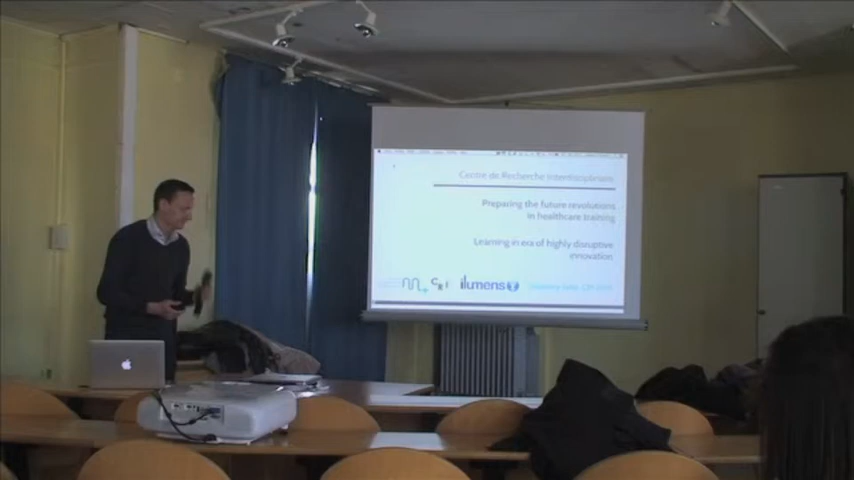 Centre de Recherche Interdisciplinaire
Preparing the future revolutions
in healthcare training
Learning in era of highly disruptive
innovation
ilumens